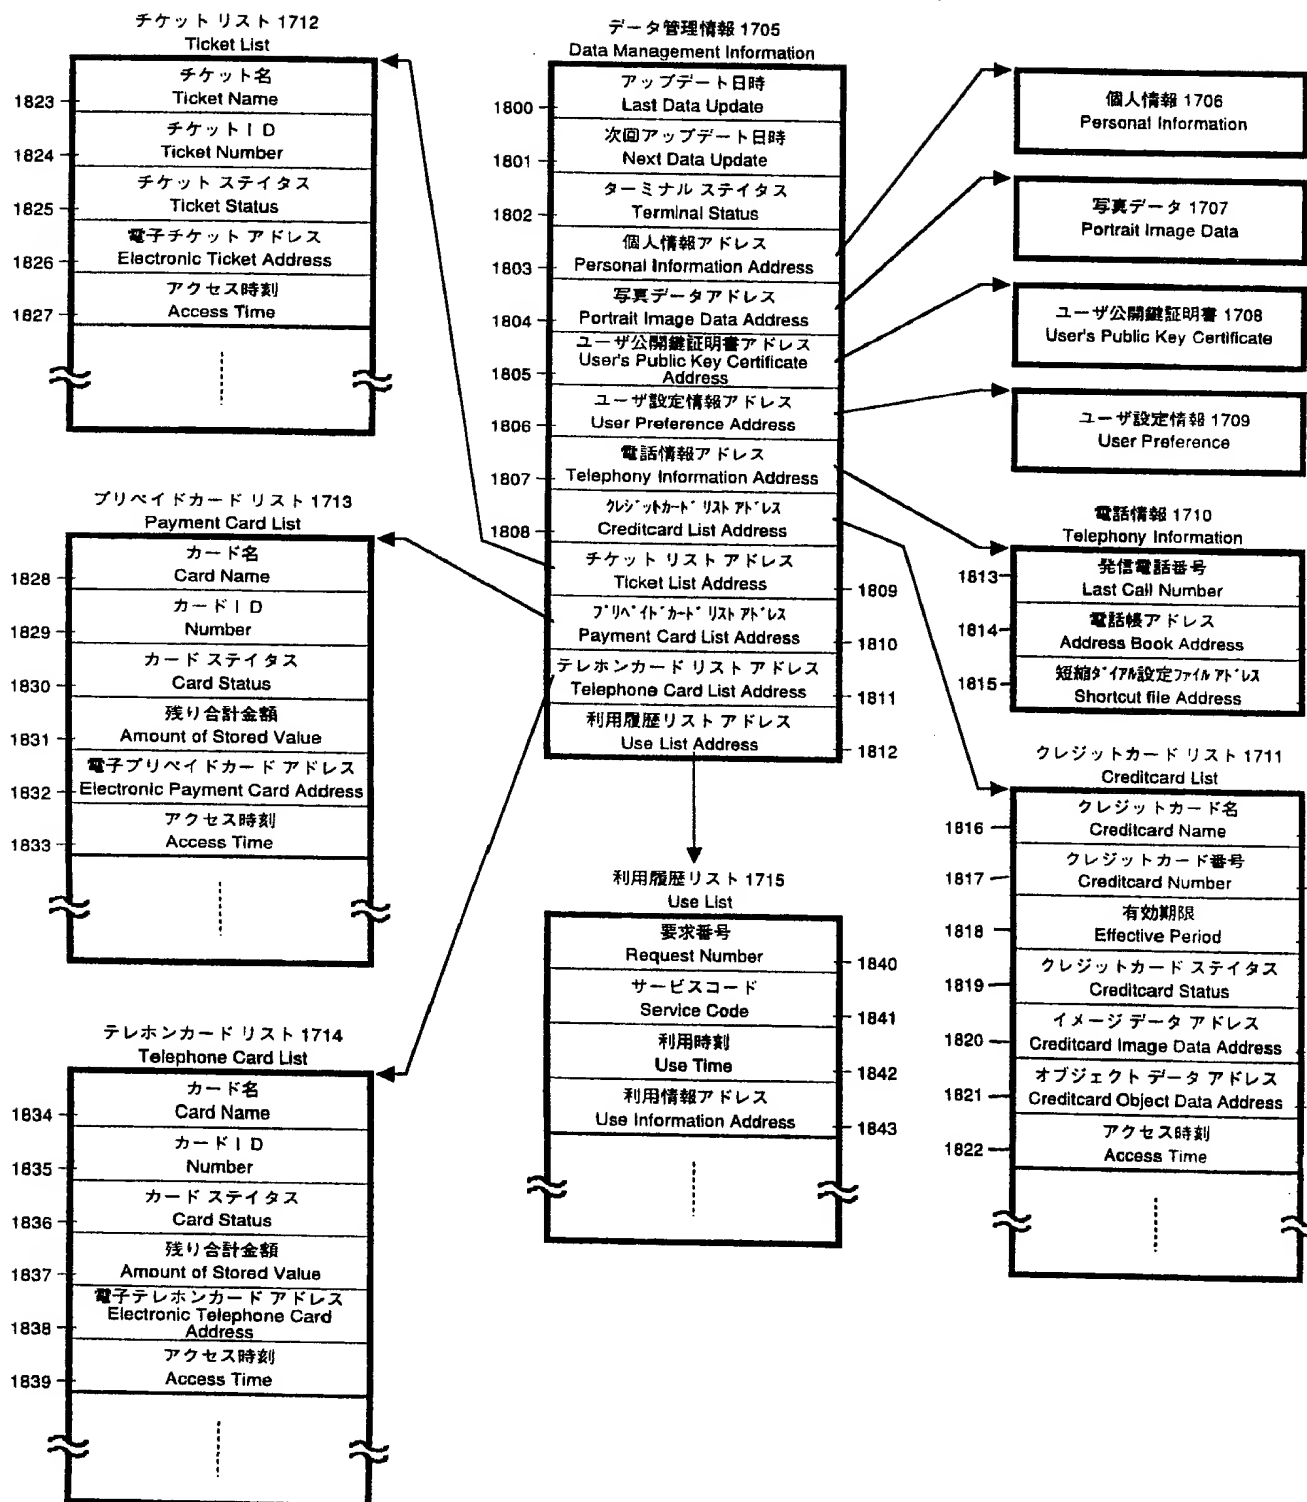 チケット リスト 1712
Ticket List
チケット名
Ticket Name
1823
チケットＩＤ
Ticket Number
1824
チケット ステイタス
Ticket Status
1825
電子チケット アドレス
Electronic Ticket Address
1826
アクセス時刻
Access Time
1827
プリペイドカード リスト 1713
Payment Card List
カード名
Card Name
1828
カードＩＤ
Number
1829
カード ステイタス
Card Status
1830
残り合計金額
Amount of Stored Value
1831
電子プリペイドカード アドレス
Electronic Payment Card Address
1832
アクセス時刻
Access Time
1833
テレホンカード リスト 1714
Telephone Card List
カード名
Card Name
1834
カードＩＤ
Number
1835
カード ステイタス
Card Status
1836
残り合計金額
Amount of Stored Value
1837
電子テレホンカード アドレス
Electronic Telephone Card
Address
1838
アクセス時刻
Access Time
1839
データ管理情報 1705
Data Management Information
アップデート日時
Last Data Update
1800
次回アップデート日時
Next Data Update
1801
ターミナル ステイタス
Terminal Status
1802
個人情報アドレス
Personal Information Address
1803
写真データアドレス
Portrait Image Data Address
1804
ユーザ公開鍵証明書アドレス
User's Public Key Certificate
Address
1805
ユーザ設定情報アドレス
User Preference Address
1806
電話情報アドレス
Telephony Information Address
1807
ｸﾚｼﾞｯﾄｶｰﾄﾞ ﾘｽﾄ ｱﾄﾞﾚｽ
Creditcard List Address
1808
チケット リスト アドレス
Ticket List Address
1809
ﾌﾟﾘﾍﾟｲﾄﾞｶｰﾄﾞ ﾘｽﾄ ｱﾄﾞﾚｽ
Payment Card List Address
1810
テレホンカード リスト アドレス
Telephone Card List Address
1811
利用履歴リスト アドレス
Use List Address
1812
利用履歴リスト 1715
Use List
要求番号
Request Number
1840
サービスコード
Service Code
1841
利用時刻
Use Time
1842
利用情報アドレス
Use Information Address
1843
個人情報 1706
Personal Information
写真データ 1707
Portrait Image Data
ユーザ公開鍵証明書 1708
User's Public Key Certificate
ユーザ設定情報 1709
User Preference
電話情報 1710
Telephony Information
発信電話番号
Last Call Number
1813
電話帳アドレス
Address Book Address
1814
短縮ﾀﾞｲｱﾙ設定ﾌｧｲﾙ ｱﾄﾞﾚｽ
Shortcut file Address
1815
クレジットカード リスト 1711
Creditcard List
クレジットカード名
Creditcard Name
1816
クレジットカード番号
Creditcard Number
1817
有効期限
Effective Period
1818
クレジットカード ステイタス
Creditcard Status
1819
イメージ データ アドレス
Creditcard Image Data Address
1820
オブジェクト データ アドレス
Creditcard Object Data Address
1821
アクセス時刻
Access Time
1822